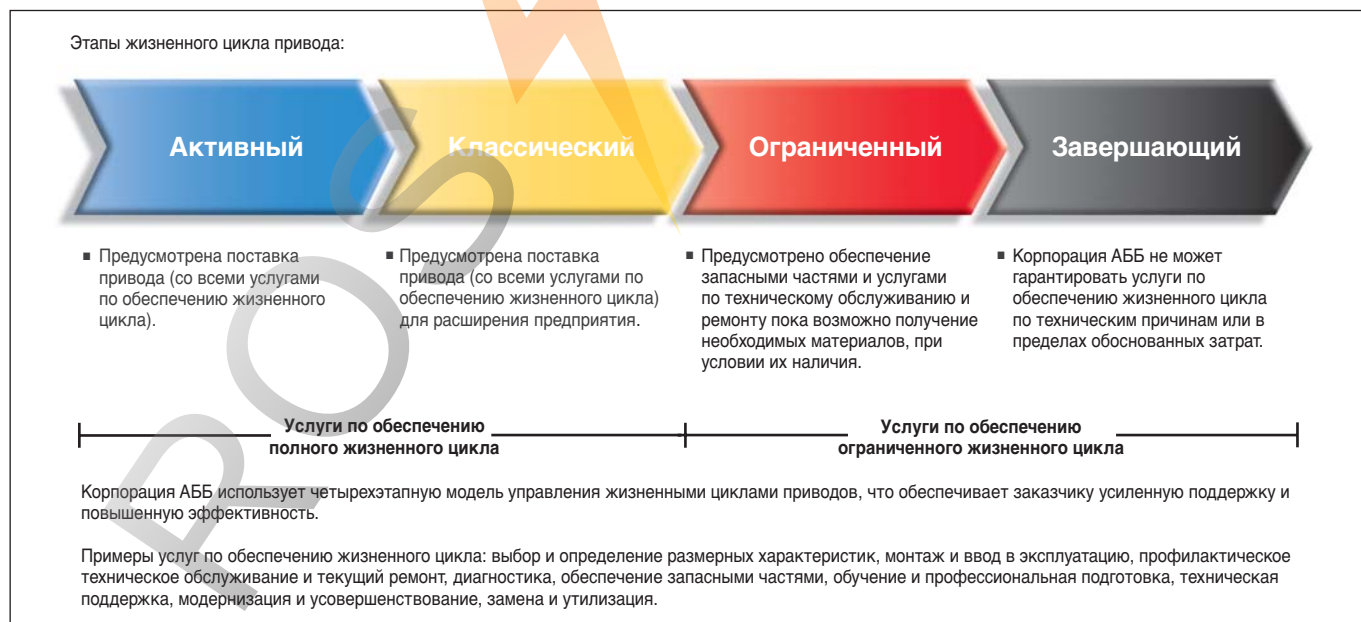 Этапы жизненного цикла привода:
Активный
Классический
Ограниченный
Завершающий
■ Предусмотрена поставка
привода (со всеми услугами
по обеспечению жизненного
цикла).
■ Предусмотрена поставка
привода (со всеми услугами по
обеспечению жизненного цикла)
для расширения предприятия.
■ Предусмотрено обеспечение
запасными частями и услугами
по техническому обслуживанию и
ремонту пока возможно получение
необходимых материалов, при
условии их наличия.
■ Корпорация АББ не может
гарантировать услуги по
обеспечению жизненного цикла
по техническим причинам или в
пределах обоснованных затрат.
Услуги по обеспечению
полного жизненного цикла
Услуги по обеспечению
ограниченного жизненного цикла
Корпорация АББ использует четырехэтапную модель управления жизненными циклами приводов, что обеспечивает заказчику усиленную поддержку и
повышенную эффективность.
Примеры услуг по обеспечению жизненного цикла: выбор и определение размерных характеристик, монтаж и ввод в эксплуатацию, профилактическое
техническое обслуживание и текущий ремонт, диагностика, обеспечение запасными частями, обучение и профессиональная подготовка, техническая
поддержка, модернизация и усовершенствование, замена и утилизация.
ROS